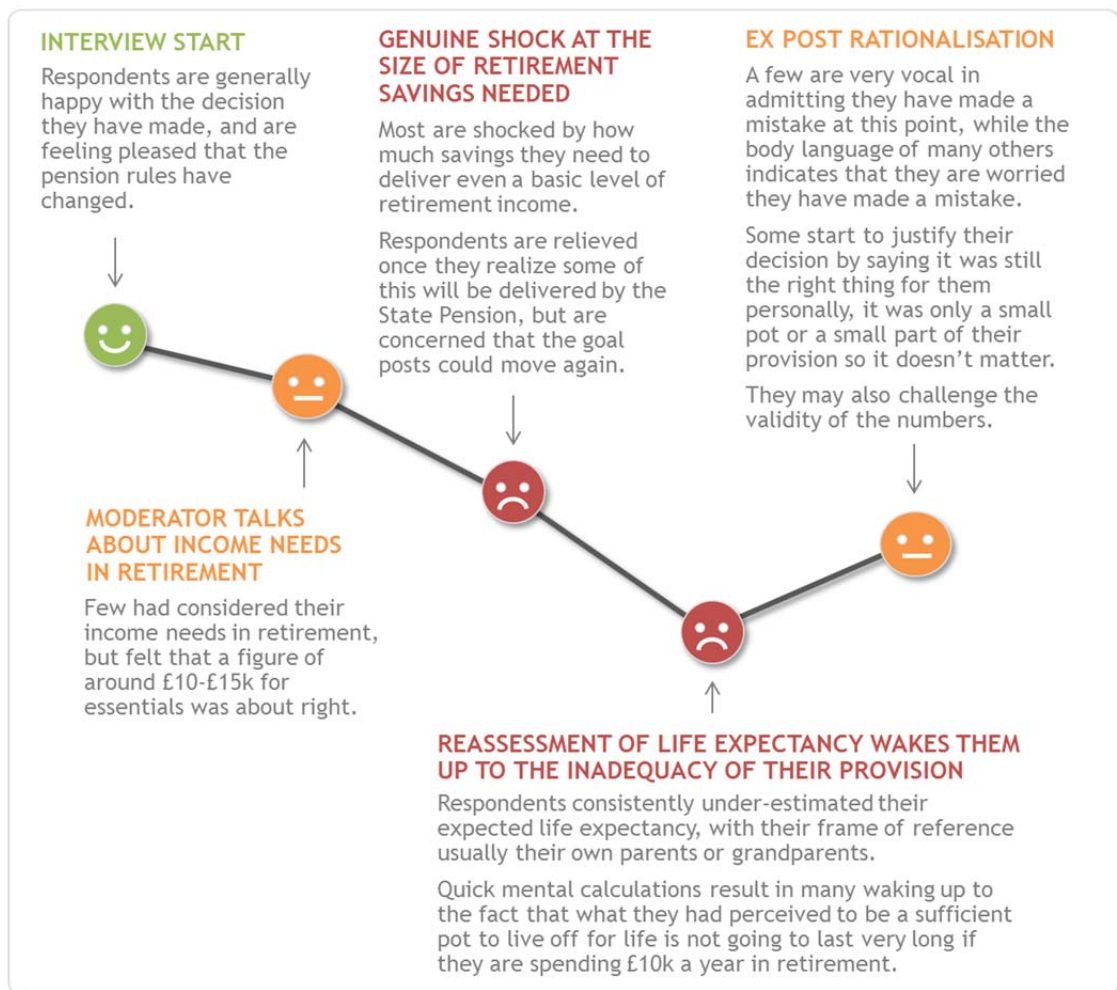 INTERVIEW START
Respondents are generally
happy with the decision
they have made, and are
feeling pleased that the
pension rules have
changed.
MODERATOR TALKS
ABOUT INCOME NEEDS
IN RETIREMENT
Few had considered their
income needs in retirement,
but felt that a figure of
around £10-£15k for
essentials was about right.
GENUINE SHOCK AT THE
SIZE OF RETIREMENT
SAVINGS NEEDED
Most are shocked by how
much savings they need to
deliver even a basic level of
retirement income.
Respondents are relieved
once they realize some of
this will be delivered by the
State Pension, but are
concerned that the goal
posts could move again.
REASSESSMENT OF LIFE EXPECTANCY WAKES THEM
UP TO THE INADEQUACY OF THEIR PROVISION
Respondents consistently under-estimated their
expected life expectancy, with their frame of reference
usually their own parents or grandparents.
Quick mental calculations result in many waking up to
the fact that what they had perceived to be a sufficient
pot to live off for life is not going to last very long if
they are spending £10k a year in retirement.
EX POST RATIONALISATION
A few are very vocal in
admitting they have made a
mistake at this point, while the
body language of many others
indicates that they are worried
they have made a mistake.
Some start to justify their
decision by saying it was still
the right thing for them
personally, it was only a small
pot or a small part of their
provision so it doesn’t matter.
They may also challenge the
validity of the numbers.